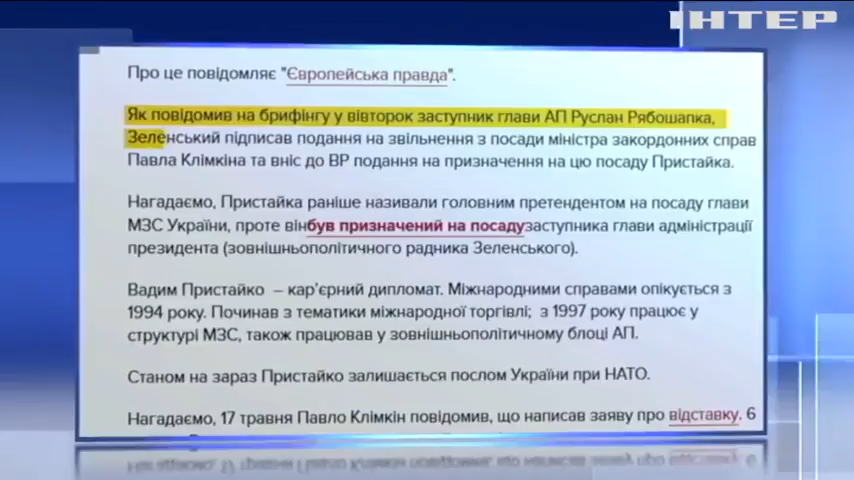 ІНТЕР
Про це повідомляє "Європейська правда".
Як повідомив на брифінгу у вівторок заступник глави АП Руслан Рябошапка,
Зеленський підписав подання на звільнення з посади міністра закордонних справ
Павла Клімкіна та вніс до ВР подання на призначення на цю посаду Пристайка.
Нагадаємо, Пристайка раніше називали головним претендентом на посаду глави
МЗС України, проте вінбув призначений на посадузаступника глави адміністрації
президента (зовнішньополітичного радника Зеленського).
Вадим Пристайко – кар'єрний дипломат. Міжнародними справами опікується з
1994 року. Починав з тематики міжнародної торгівлі; з 1997 року працює у
структурі МЗС, також працював у зовнішньополітичному блоці АП.
Станом на зараз Пристайко залишається послом України при НАТО.
Нагадаємо, 17 травня Павло Клімкін повідомив, що написав заяву про відставку. 6